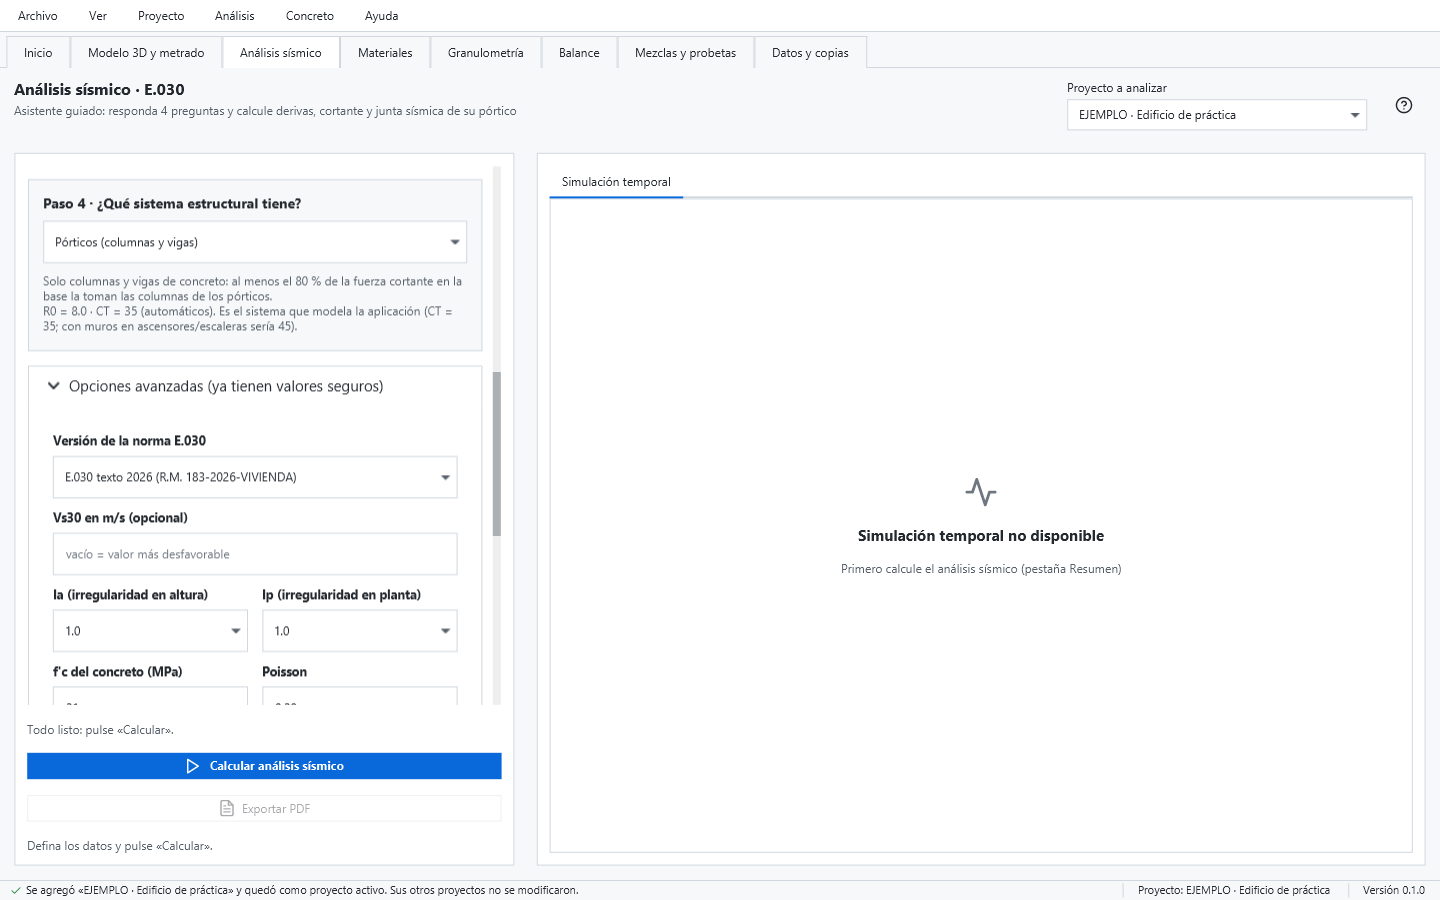 Archivo Ver Proyecto Análisis Concreto Ayuda
Inicio Modelo 3D y metrado Análisis sísmico Materiales Granulometría Balance Mezclas y probetas Datos y copias
Análisis sísmico · E.030
Asistente guiado: responda 4 preguntas y calcule derivas, cortante y junta sísmica de su pórtico
Proyecto a analizar
EJEMPLO · Edificio de práctica
Paso 4 · ¿Qué sistema estructural tiene?
Pórticos (columnas y vigas)
Solo columnas y vigas de concreto: al menos el 80 % de la fuerza cortante en la
base la toman las columnas de los pórticos.
R0 = 8.0 · CT = 35 (automáticos). Es el sistema que modela la aplicación (CT =
35; con muros en ascensores/escaleras sería 45).
Opciones avanzadas (ya tienen valores seguros)
Versión de la norma E.030
E.030 texto 2026 (R.M. 183-2026-VIVIENDA)
Vs30 en m/s (opcional)
vacío = valor más desfavorable
Ia (irregularidad en altura) Ip (irregularidad en planta)
1.0 1.0
f'c del concreto (MPa) Poisson
Todo listo: pulse «Calcular».
Calcular análisis sísmico
Exportar PDF
Defina los datos y pulse «Calcular».
Simulación temporal
Simulación temporal no disponible
Primero calcule el análisis sísmico (pestaña Resumen)
Se agregó «EJEMPLO · Edificio de práctica» y quedó como proyecto activo. Sus otros proyectos no se modificaron.
Proyecto: EJEMPLO · Edificio de práctica Versión 0.1.0